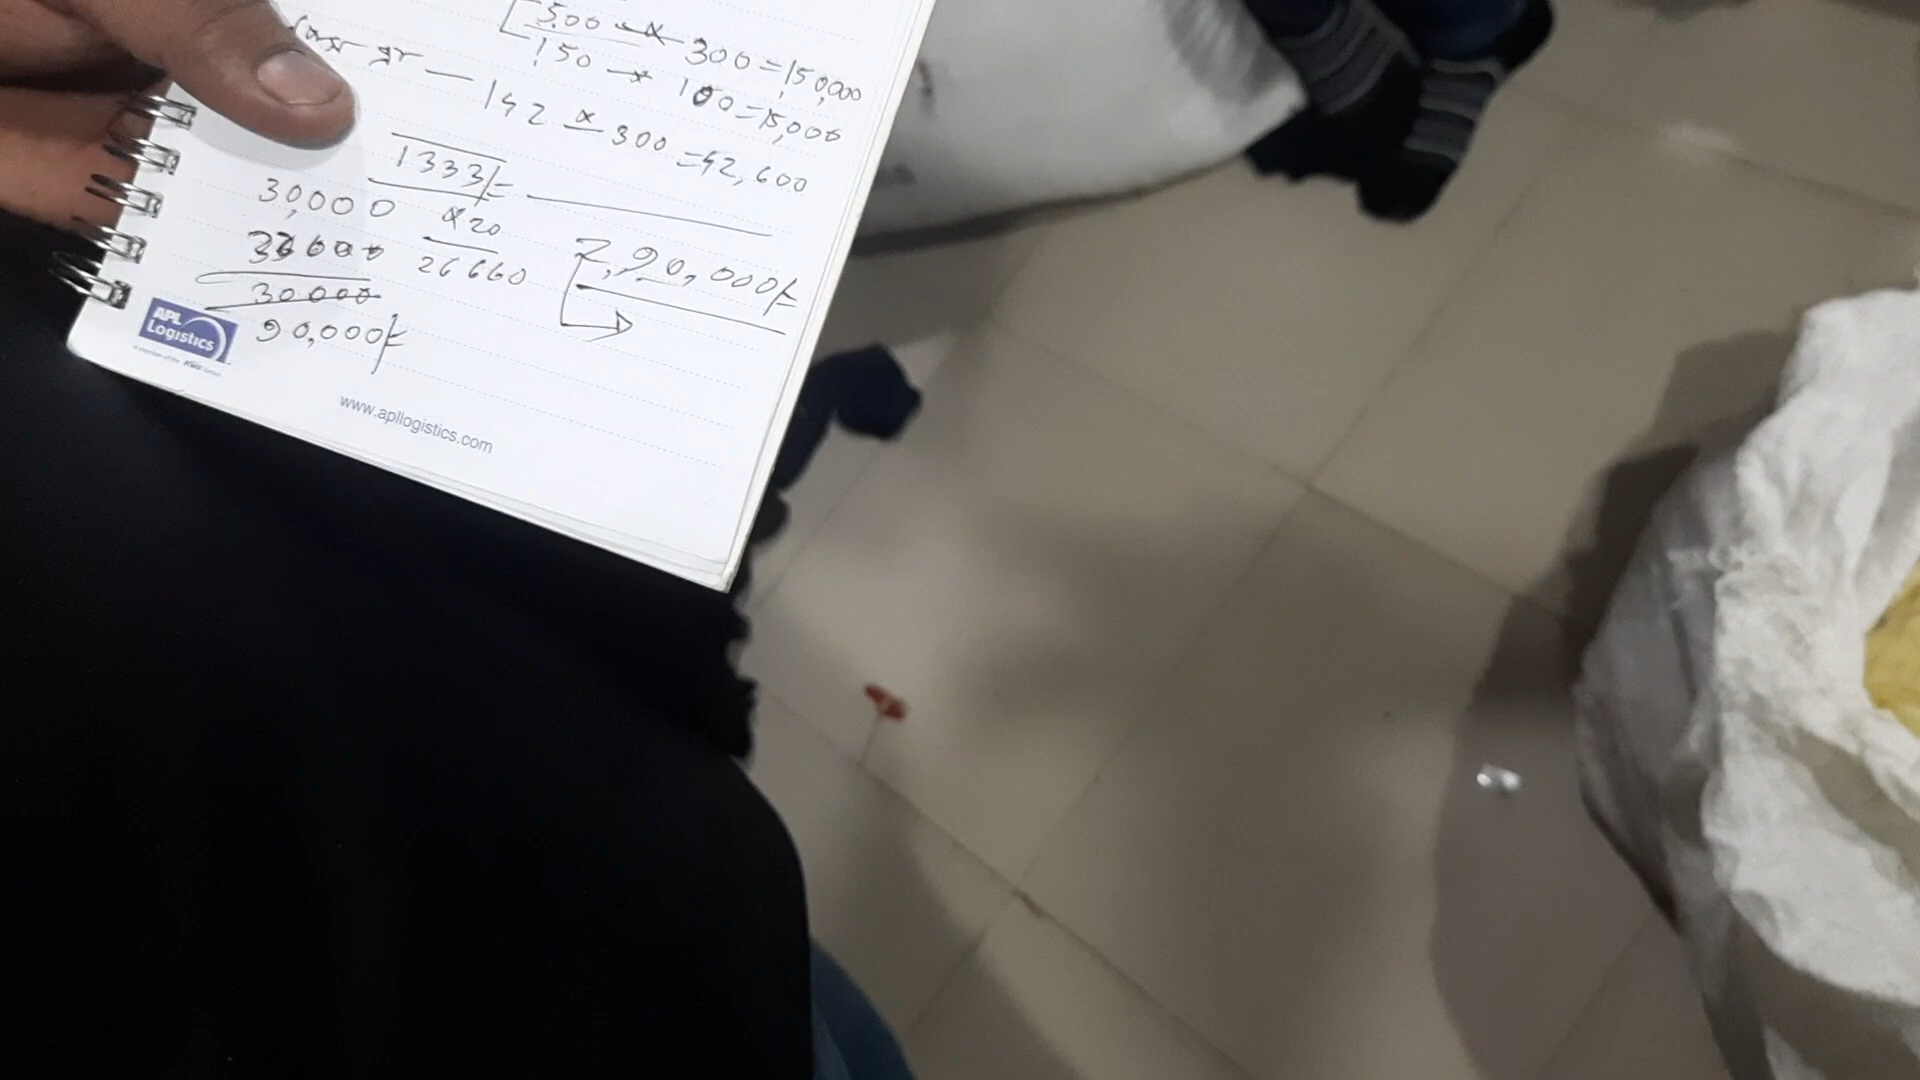 500 × 300 = 15,0,000
150 × 100 = 15,000
142 × 300 = 42,600
1333/=
×20
26660
30,000
30000
90,000/=
2,90,000/=
APL
Logistics
www.apllogistics.com